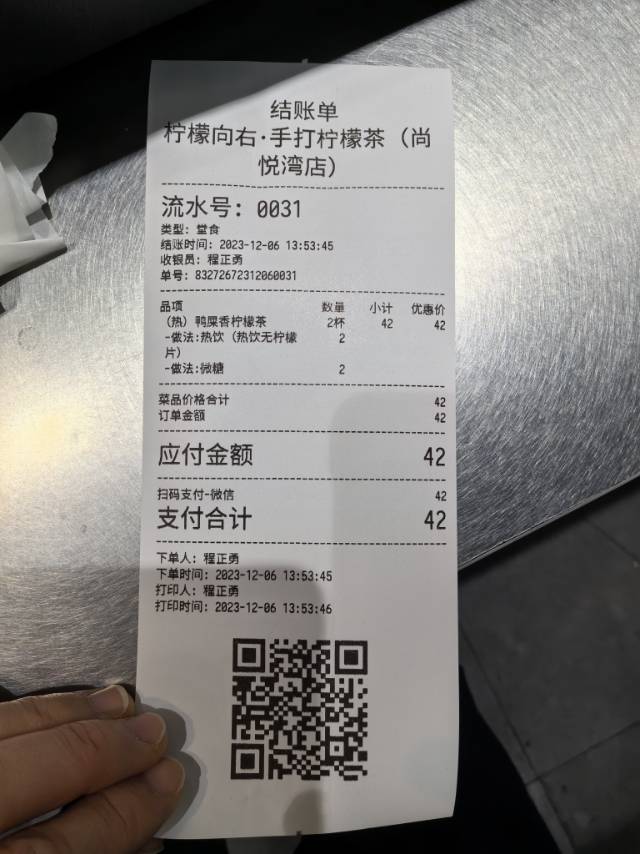 结账单
柠檬向右·手打柠檬茶（尚
悦湾店）
流水号：0031
类型：堂食
结账时间：2023-12-06 13:53:45
收银员：程正勇
单号：83272672312060031
品项 数量 小计 优惠价
（热）鸭屎香柠檬茶 2杯 42 42
-做法:热饮（热饮无柠檬 2
片）
-做法:微糖 2
菜品价格合计 42
订单金额 42
应付金额 42
扫码支付-微信 42
支付合计 42
下单人：程正勇
下单时间：2023-12-06 13:53:45
打印人：程正勇
打印时间：2023-12-06 13:53:46